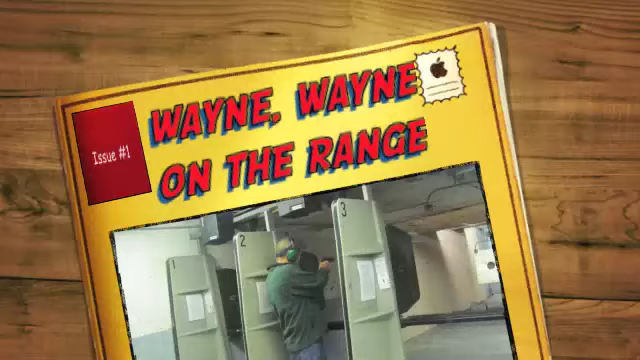 WAYNE, WAYNE
ON THE RANGE
Issue #1
1
2
3